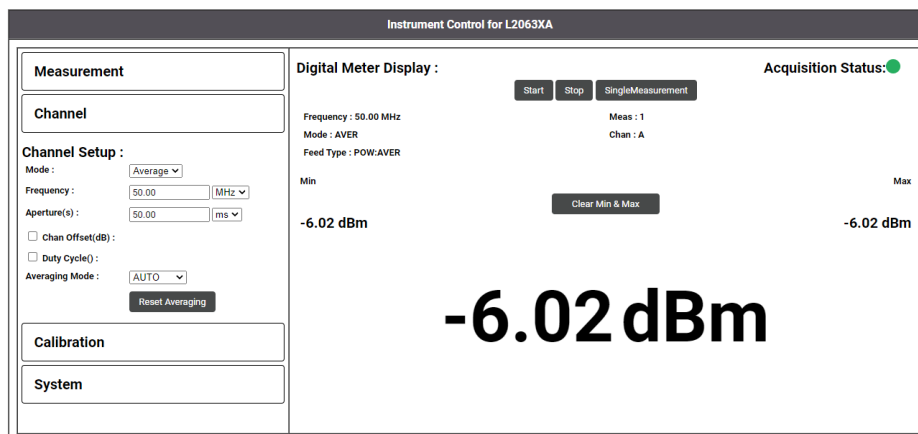 Instrument Control for L2063XA
Measurement
Channel
Channel Setup :
Mode : Average
Frequency : 50.00 MHz
Aperture(s) : 50.00 ms
Chan Offset(dB) :
Duty Cycle() :
Averaging Mode : AUTO
Reset Averaging
Calibration
System
Digital Meter Display :
Acquisition Status:
Start Stop SingleMeasurement
Frequency : 50.00 MHz Meas : 1
Mode : AVER Chan : A
Feed Type : POW:AVER
Min Max
Clear Min & Max
-6.02 dBm -6.02 dBm
-6.02 dBm